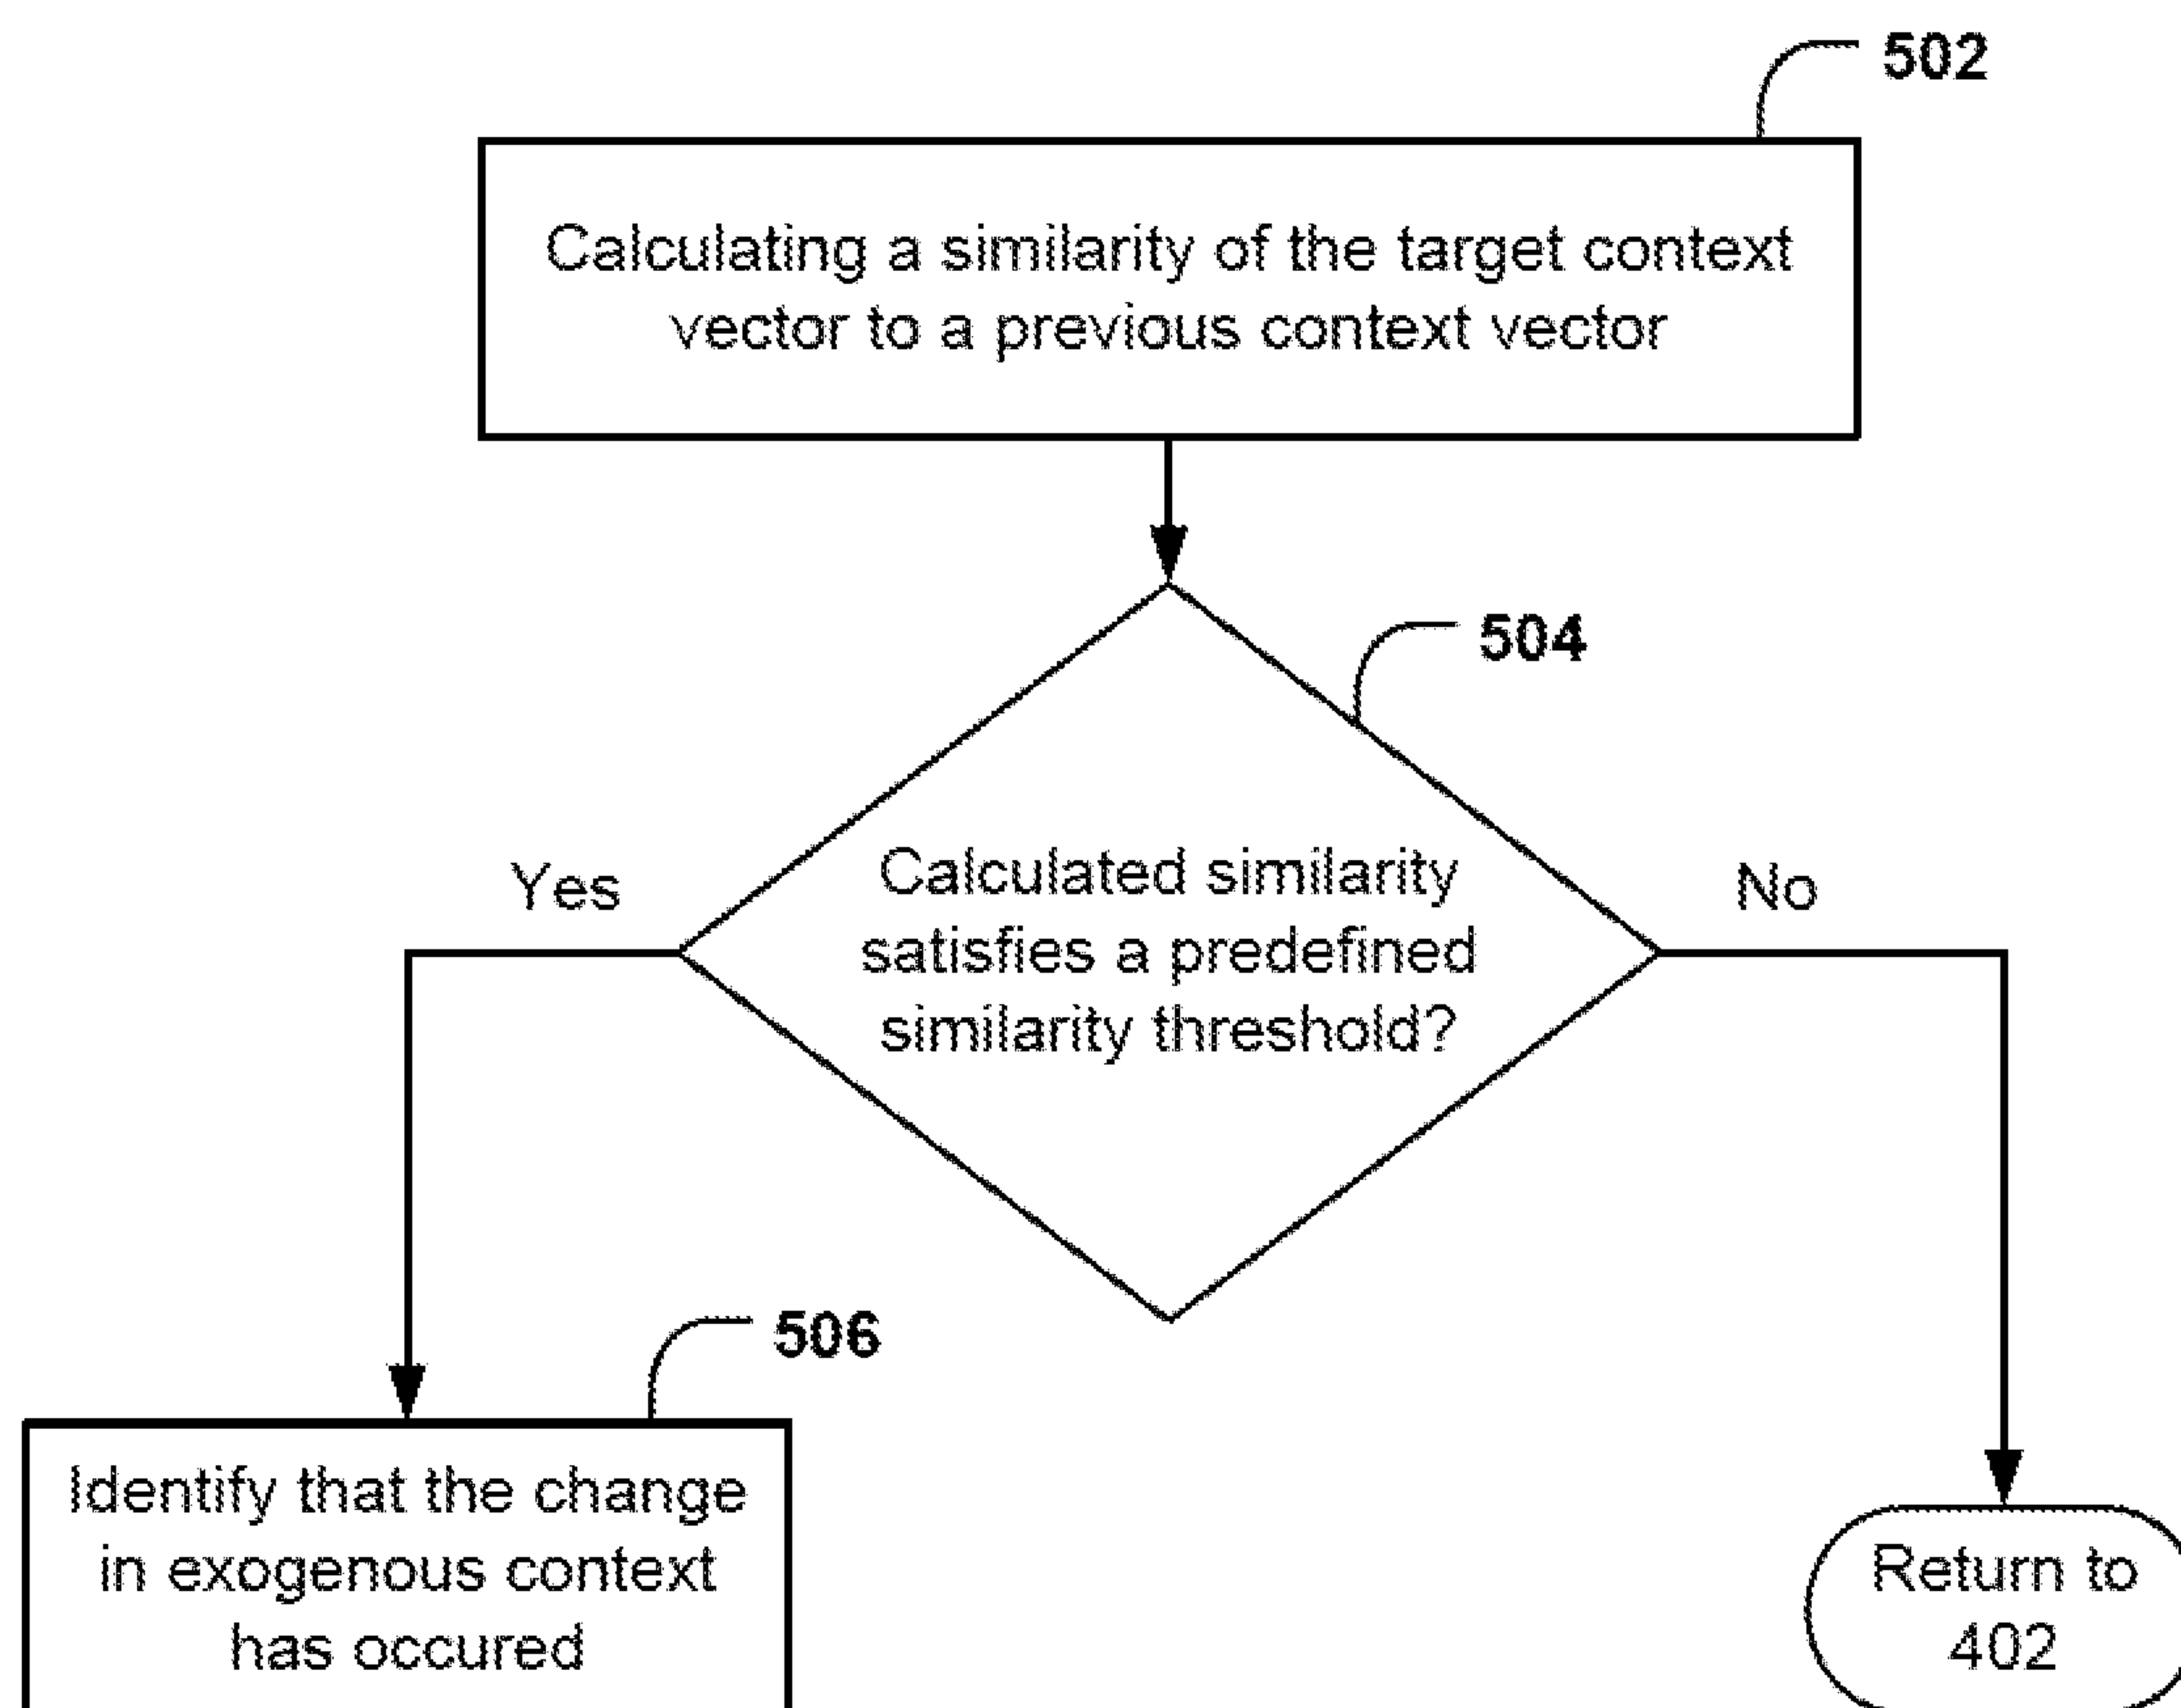 502
Calculating a similarity of the target context
vector to a previous context vector
504
Calculated similarity
satisfies a predefined
similarity threshold?
Yes
No
506
Identify that the change
in exogenous context
has occured
Return to
402